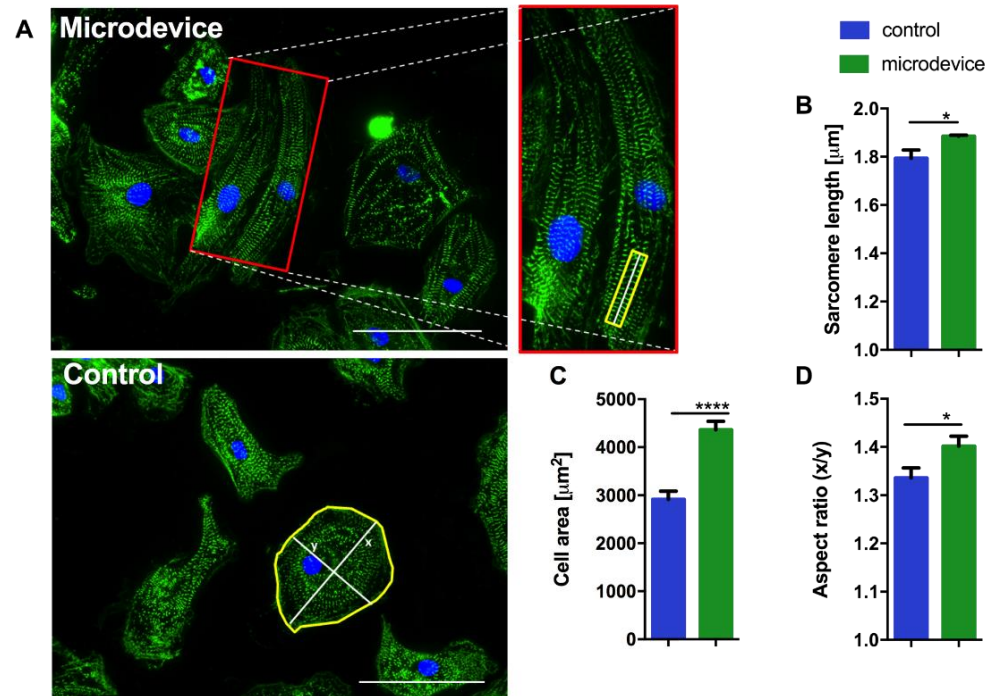 A
Microdevice
Control
y
x
control
microdevice
B
Sarcomere length [μm]
2.0
1.8
1.6
1.4
1.2
1.0
*
C
Cell area [μm²]
5000
4000
3000
2000
1000
0
****
D
Aspect ratio (x/y)
1.5
1.4
1.3
1.2
1.1
1.0
*